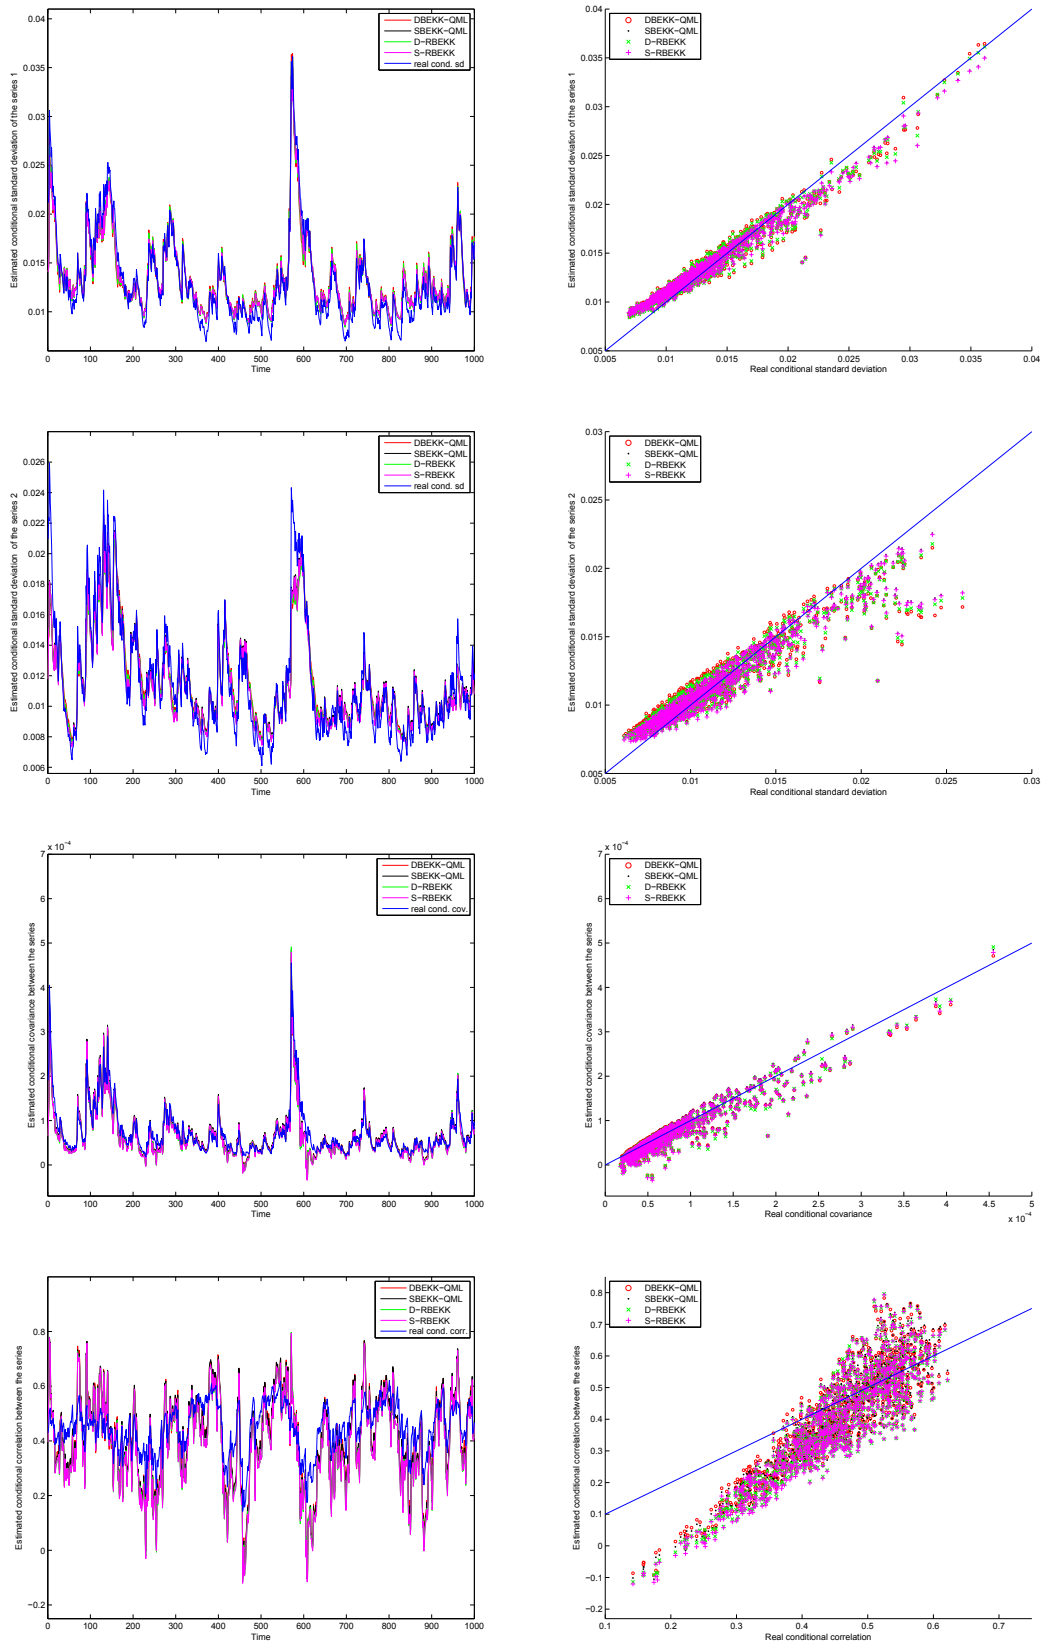 0.04
0.035
0.03
0.025
0.02
0.015
0.01
0 100 200 300 400 500 600 700 800 900 1000
Time
Estimated conditional standard deviation of the series 1
DBEKK−QML
SBEKK−QML
D−RBEKK
S−RBEKK
real cond. sd
0.04
0.035
0.03
0.025
0.02
0.015
0.01
0.005
0.005 0.01 0.015 0.02 0.025 0.03 0.035 0.04
Real conditional standard deviation
Estimated conditional standard deviation of the series 1
DBEKK−QML
SBEKK−QML
D−RBEKK
S−RBEKK
0.026
0.024
0.022
0.02
0.018
0.016
0.014
0.012
0.01
0.008
0.006
0 100 200 300 400 500 600 700 800 900 1000
Time
Estimated conditional standard deviation of the series 2
DBEKK−QML
SBEKK−QML
D−RBEKK
S−RBEKK
real cond. sd
0.03
0.025
0.02
0.015
0.01
0.005
0.005 0.01 0.015 0.02 0.025 0.03
Real conditional standard deviation
Estimated conditional standard deviation of the series 2
DBEKK−QML
SBEKK−QML
D−RBEKK
S−RBEKK
x 10⁻⁴
7
6
5
4
3
2
1
0
0 100 200 300 400 500 600 700 800 900 1000
Time
Estimated conditional covariance between the series
DBEKK−QML
SBEKK−QML
D−RBEKK
S−RBEKK
real cond. cov.
x 10⁻⁴
7
6
5
4
3
2
1
0
0 0.5 1 1.5 2 2.5 3 3.5 4 4.5 5
x 10⁻⁴
Real conditional covariance
Estimated conditional covariance between the series
DBEKK−QML
SBEKK−QML
D−RBEKK
S−RBEKK
0.8
0.6
0.4
0.2
0
−0.2
0 100 200 300 400 500 600 700 800 900 1000
Time
Estimated conditional correlation between the series
DBEKK−QML
SBEKK−QML
D−RBEKK
S−RBEKK
real cond. corr.
0.8
0.7
0.6
0.5
0.4
0.3
0.2
0.1
0
−0.1
−0.2
0.1 0.2 0.3 0.4 0.5 0.6 0.7
Real conditional correlation
Estimated conditional correlation between the series
DBEKK−QML
SBEKK−QML
D−RBEKK
S−RBEKK